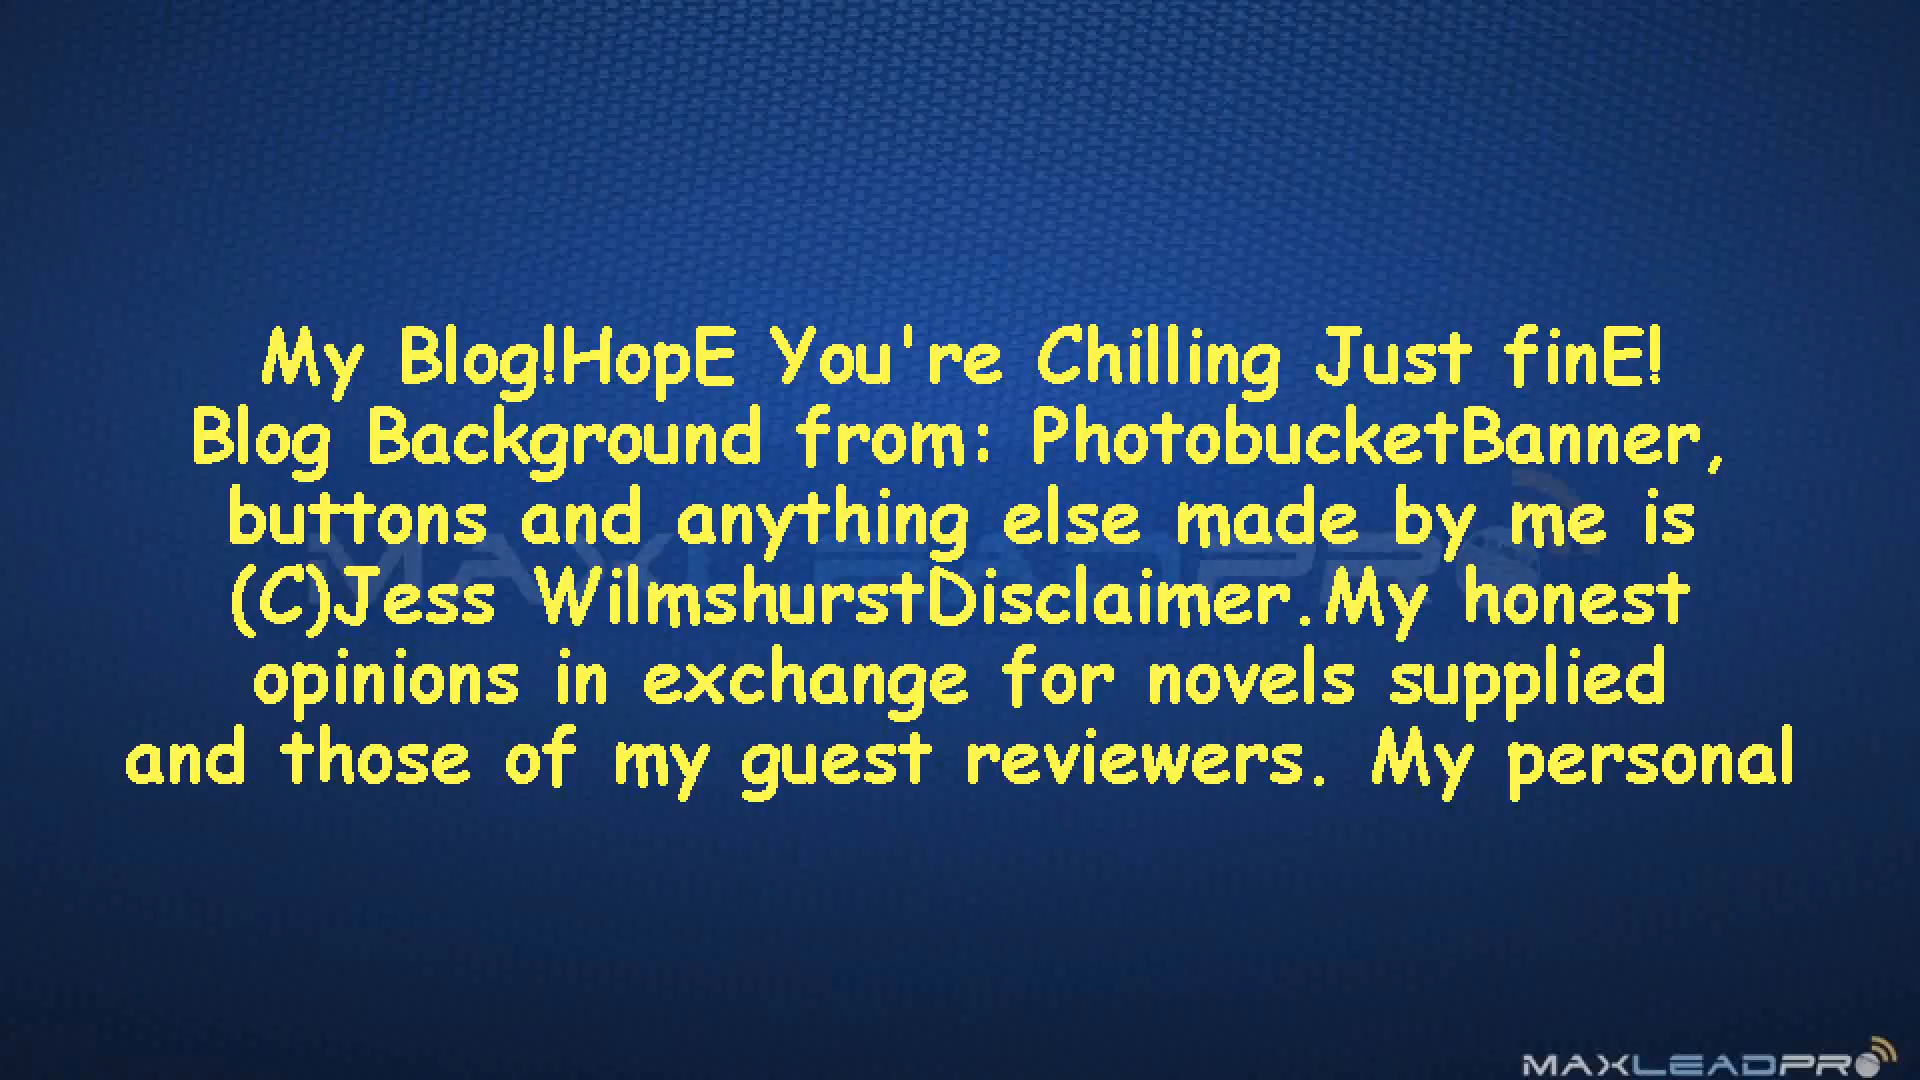 My Blog!HopE You're Chilling Just finE!
Blog Background from: PhotobucketBanner,
buttons and anything else made by me is
(C)Jess WilmshurstDisclaimer.My honest
opinions in exchange for novels supplied
and those of my guest reviewers. My personal
MAXLEADPRO
MAXLEADPRO